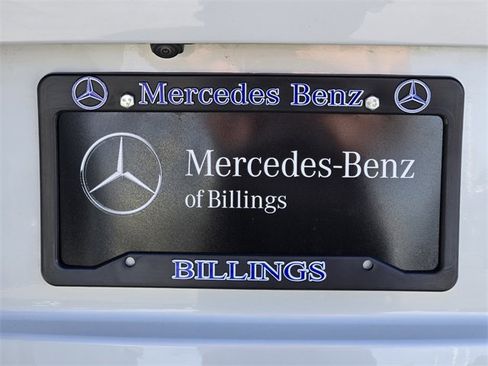 Mercedes Benz
Mercedes-Benz
of Billings
BILLINGS